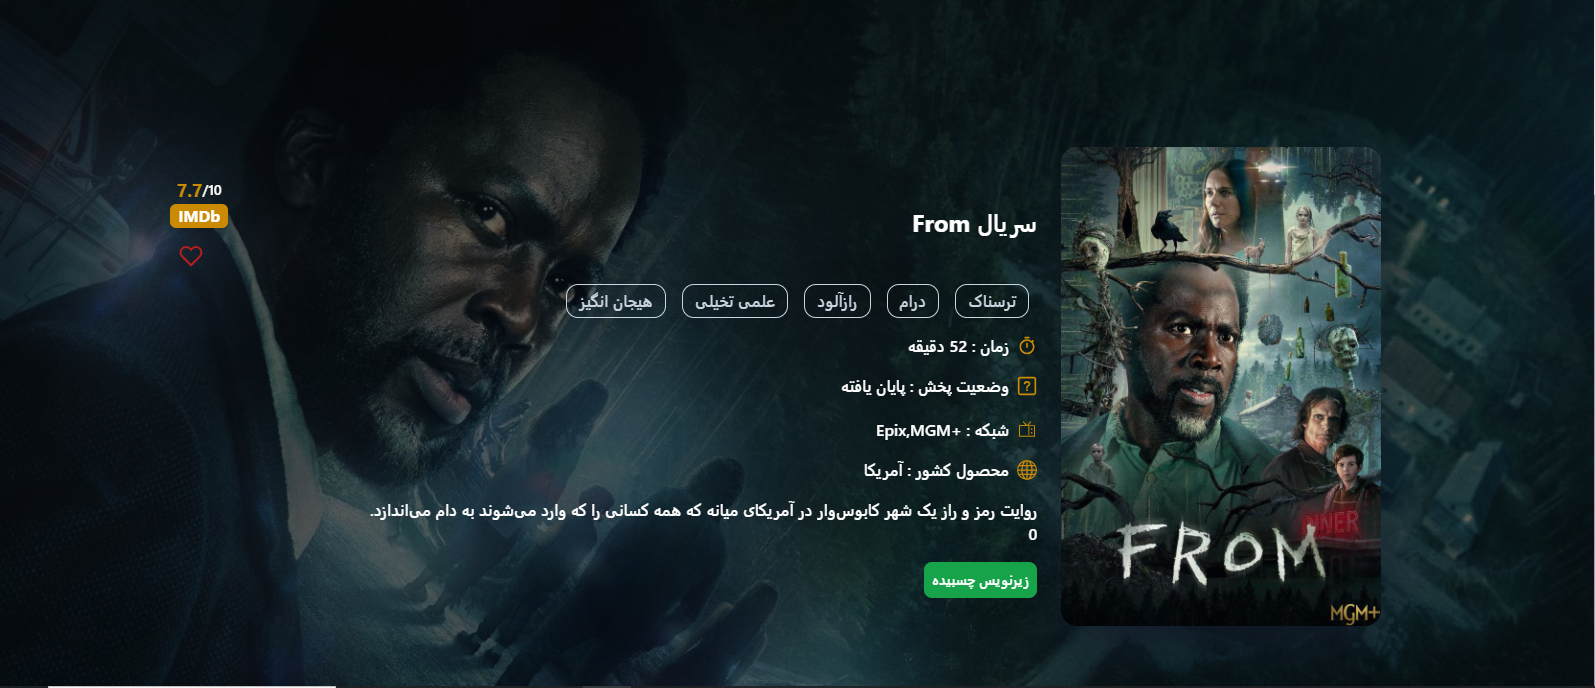 7.7/10
IMDb
سریال From
ترسناک
درام
رازآلود
علمی تخیلی
هیجان انگیز
زمان : 52 دقیقه
وضعیت پخش : پایان یافته
شبکه : Epix,MGM+
محصول کشور : آمریکا
روایت رمز و راز یک شهر کابوس‌وار در آمریکای میانه که همه کسانی را که وارد می‌شوند به دام می‌اندازد.
0
زیرنویس چسبیده
DINER
FROM
MGM+